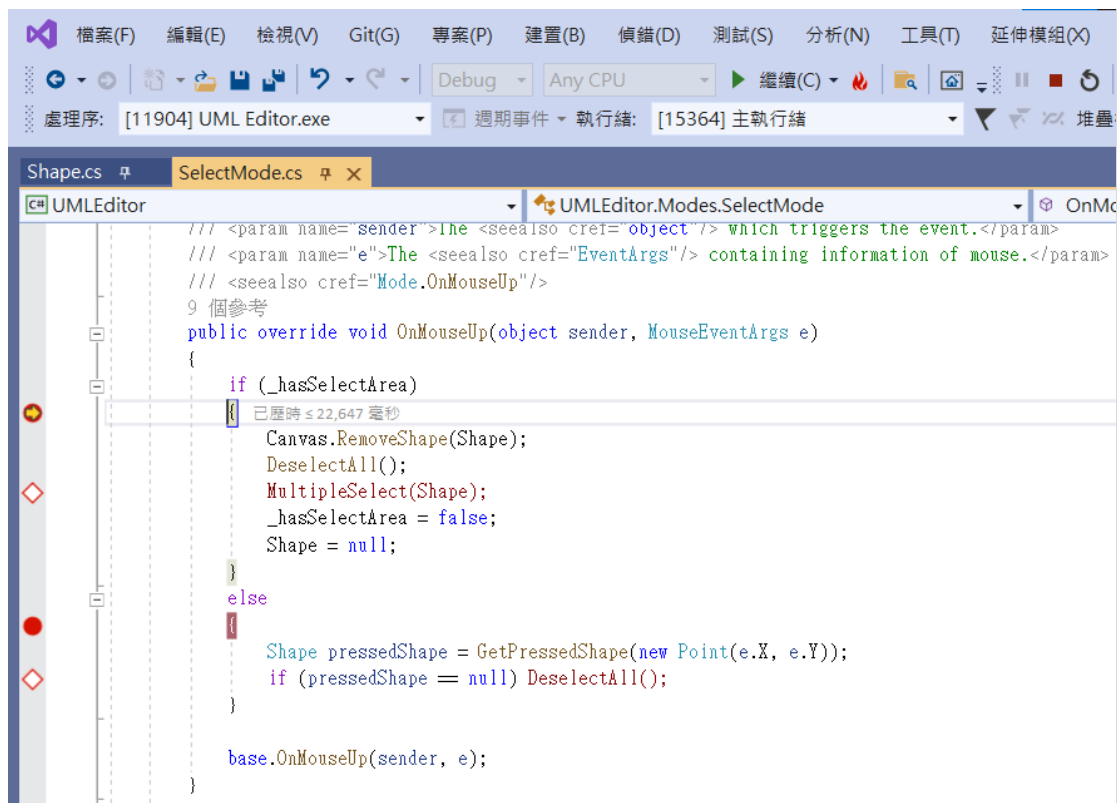 檔案(F) 編輯(E) 檢視(V) Git(G) 專案(P) 建置(B) 偵錯(D) 測試(S) 分析(N) 工具(T) 延伸模組(X)
Debug Any CPU 繼續(C)
處理序: [11904] UML Editor.exe 週期事件 執行緒: [15364] 主執行緒 堆疊
Shape.cs SelectMode.cs
C# UMLEditor UMLEditor.Modes.SelectMode OnMo
/// <param name="sender">The <seealso cref="object"/> which triggers the event.</param>
/// <param name="e">The <seealso cref="EventArgs"/> containing information of mouse.</param>
/// <seealso cref="Mode.OnMouseUp"/>
9 個參考
public override void OnMouseUp(object sender, MouseEventArgs e)
{
if (_hasSelectArea)
{ 已歷時 ≤ 22,647 毫秒
Canvas.RemoveShape(Shape);
DeselectAll();
MultipleSelect(Shape);
_hasSelectArea = false;
Shape = null;
}
else
{
Shape pressedShape = GetPressedShape(new Point(e.X, e.Y));
if (pressedShape == null) DeselectAll();
}
base.OnMouseUp(sender, e);
}